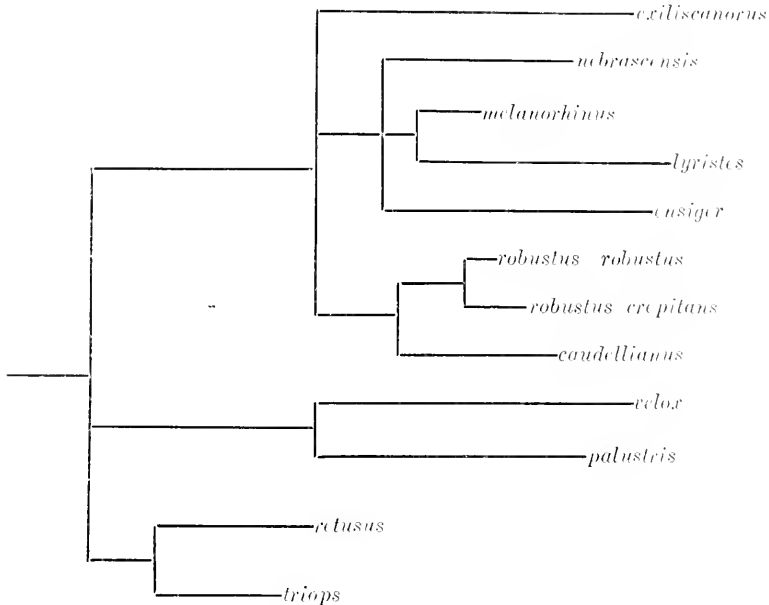 exiliscanorus
nebrascensis
melanorhinus
lyristes
ensiger
robustus robustus
robustus crepitans
caudellianus
velox
palustris
retusus
triops